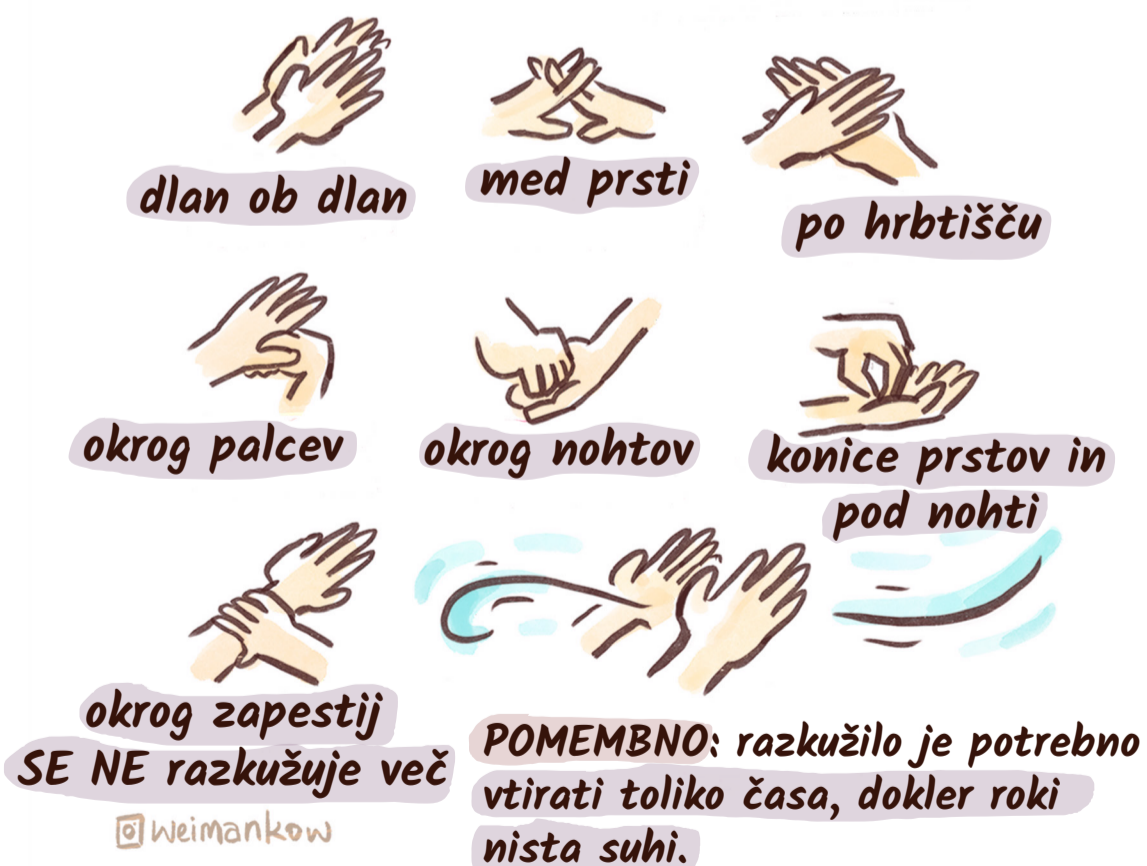 dlan ob dlan
med prsti
po hrbtišču
okrog palcev
okrog nohtov
konice prstov in
pod nohti
okrog zapestij
SE NE razkužuje več
POMEMBNO: razkužilo je potrebno
vtirati toliko časa, dokler roki
nista suhi.
weimankow